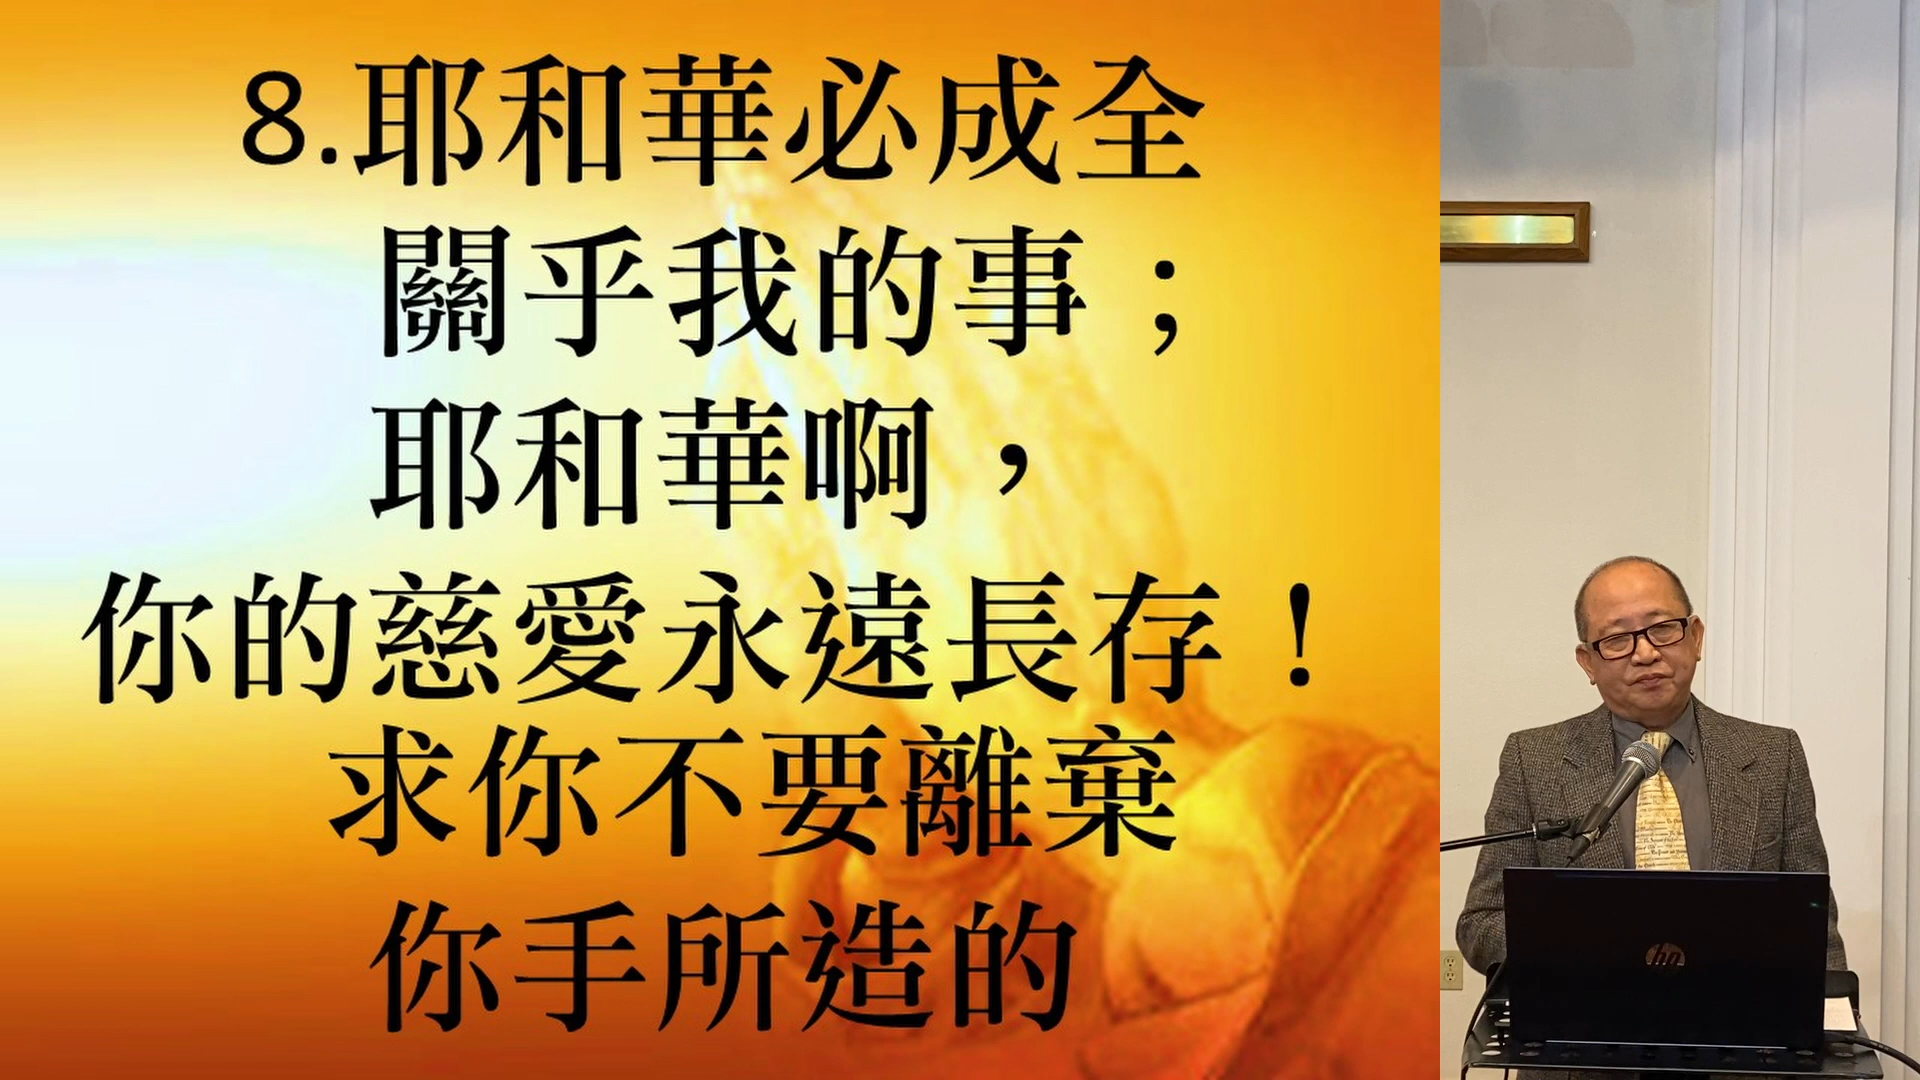 8.耶和華必成全
關乎我的事；
耶和華啊，
你的慈愛永遠長存！
求你不要離棄
你手所造的
hp